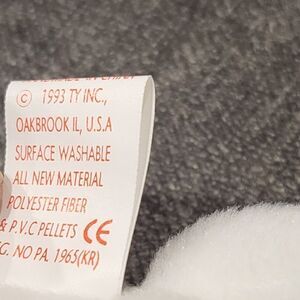 © 1993 TY INC.,
OAKBROOK IL, U.S.A
SURFACE WASHABLE
ALL NEW MATERIAL
POLYESTER FIBER
& P.V.C PELLETS CE
G. NO PA. 1965(KR)